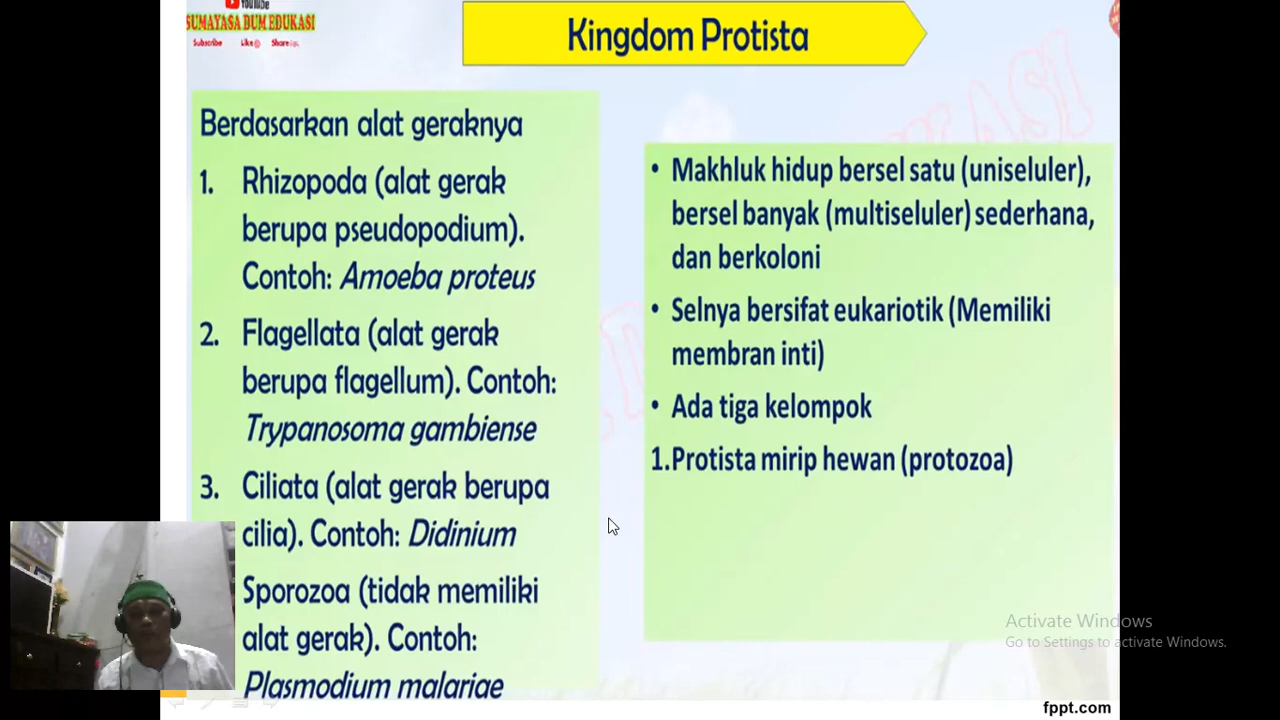 YouTube
SUMAYASA BUM EDUKASI
Subscribe Like Share
Kingdom Protista
Berdasarkan alat geraknya
1. Rhizopoda (alat gerak
berupa pseudopodium).
Contoh: Amoeba proteus
2. Flagellata (alat gerak
berupa flagellum). Contoh:
Trypanosoma gambiense
3. Ciliata (alat gerak berupa
cilia). Contoh: Didinium
Sporozoa (tidak memiliki
alat gerak). Contoh:
Plasmodium malariae
• Makhluk hidup bersel satu (uniseluler),
bersel banyak (multiseluler) sederhana,
dan berkoloni
• Selnya bersifat eukariotik (Memiliki
membran inti)
• Ada tiga kelompok
1.Protista mirip hewan (protozoa)
Activate Windows
Go to Settings to activate Windows.
fppt.com